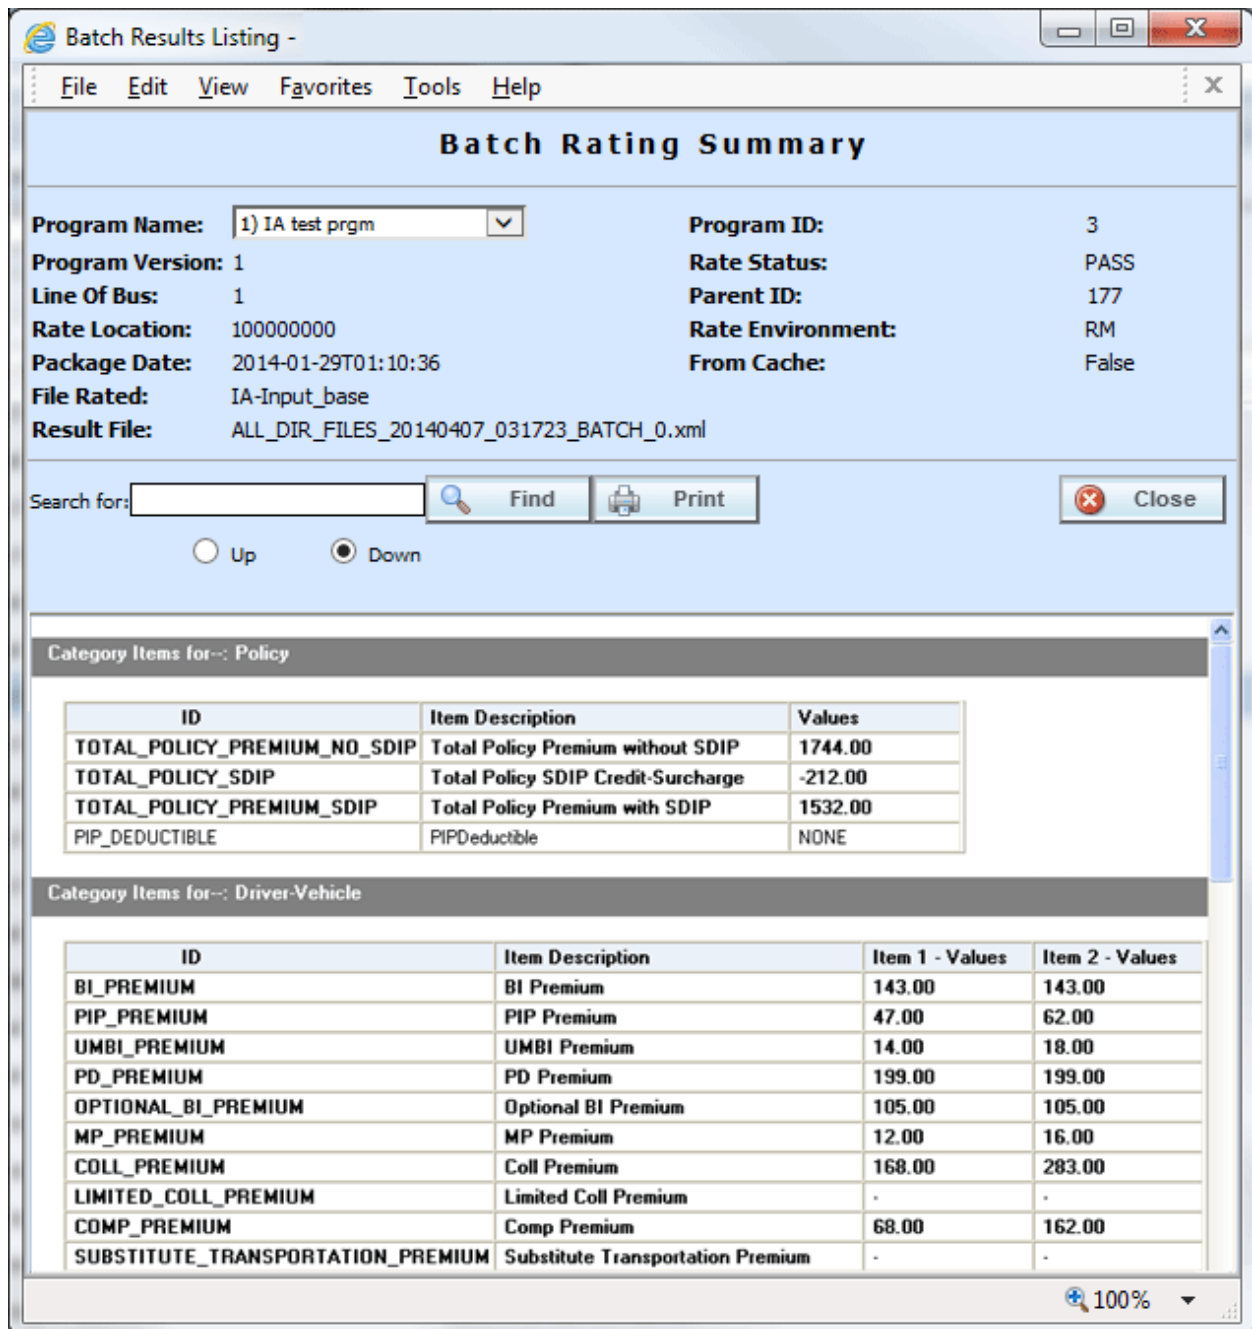 Batch Results Listing -
File Edit View Favorites Tools Help
Batch Rating Summary
Program Name: 1) IA test prgm Program ID: 3
Program Version: 1 Rate Status: PASS
Line Of Bus: 1 Parent ID: 177
Rate Location: 100000000 Rate Environment: RM
Package Date: 2014-01-29T01:10:36 From Cache: False
File Rated: IA-Input_base
Result File: ALL_DIR_FILES_20140407_031723_BATCH_0.xml
Search for: Find Print Close
Up Down
Category Items for--: Policy
ID Item Description Values
TOTAL_POLICY_PREMIUM_NO_SDIP Total Policy Premium without SDIP 1744.00
TOTAL_POLICY_SDIP Total Policy SDIP Credit-Surcharge -212.00
TOTAL_POLICY_PREMIUM_SDIP Total Policy Premium with SDIP 1532.00
PIP_DEDUCTIBLE PIPDeductible NONE
Category Items for--: Driver-Vehicle
ID Item Description Item 1 - Values Item 2 - Values
BI_PREMIUM BI Premium 143.00 143.00
PIP_PREMIUM PIP Premium 47.00 62.00
UMBI_PREMIUM UMBI Premium 14.00 18.00
PD_PREMIUM PD Premium 199.00 199.00
OPTIONAL_BI_PREMIUM Optional BI Premium 105.00 105.00
MP_PREMIUM MP Premium 12.00 16.00
COLL_PREMIUM Coll Premium 168.00 283.00
LIMITED_COLL_PREMIUM Limited Coll Premium - -
COMP_PREMIUM Comp Premium 68.00 162.00
SUBSTITUTE_TRANSPORTATION_PREMIUM Substitute Transportation Premium - -
100%